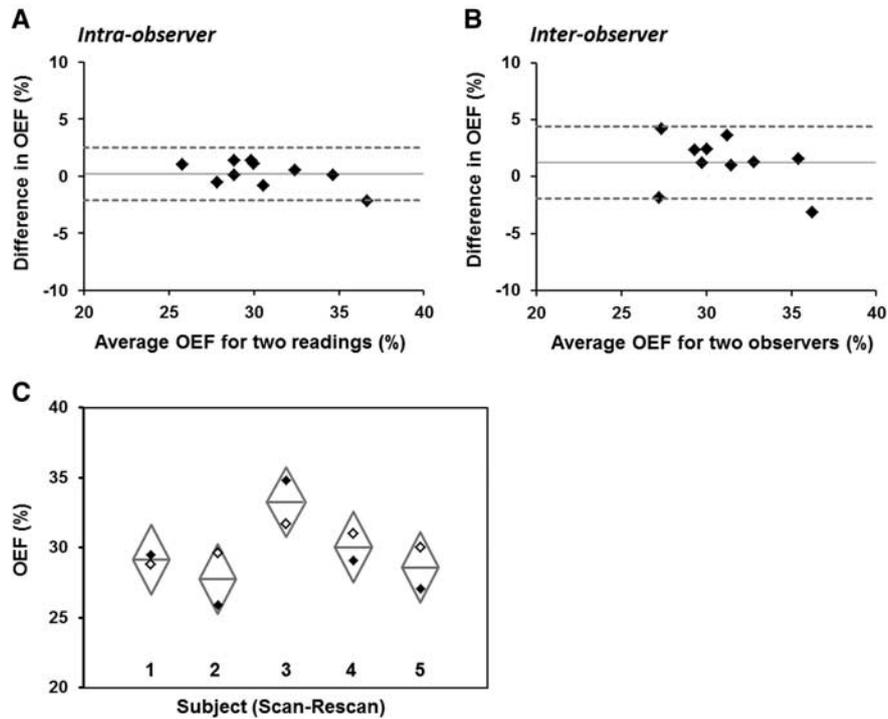 A
Intra-observer
Difference in OEF (%)
10
5
0
-5
-10
20 25 30 35 40
Average OEF for two readings (%)
B
Inter-observer
Difference in OEF (%)
10
5
0
-5
-10
20 25 30 35 40
Average OEF for two observers (%)
C
OEF (%)
40
35
30
25
20
1 2 3 4 5
Subject (Scan-Rescan)